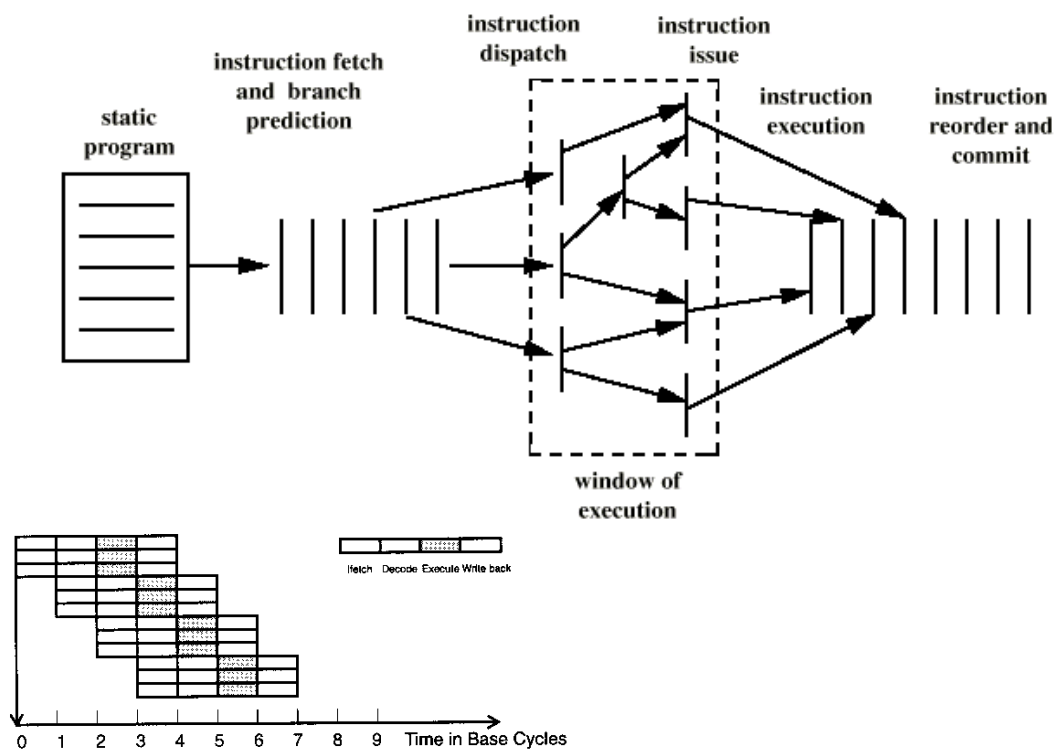 instruction
dispatch
instruction
issue
instruction fetch
and branch
prediction
static
program
instruction
execution
instruction
reorder and
commit
window of
execution
Ifetch Decode Execute Write back
0 1 2 3 4 5 6 7 8 9 Time in Base Cycles